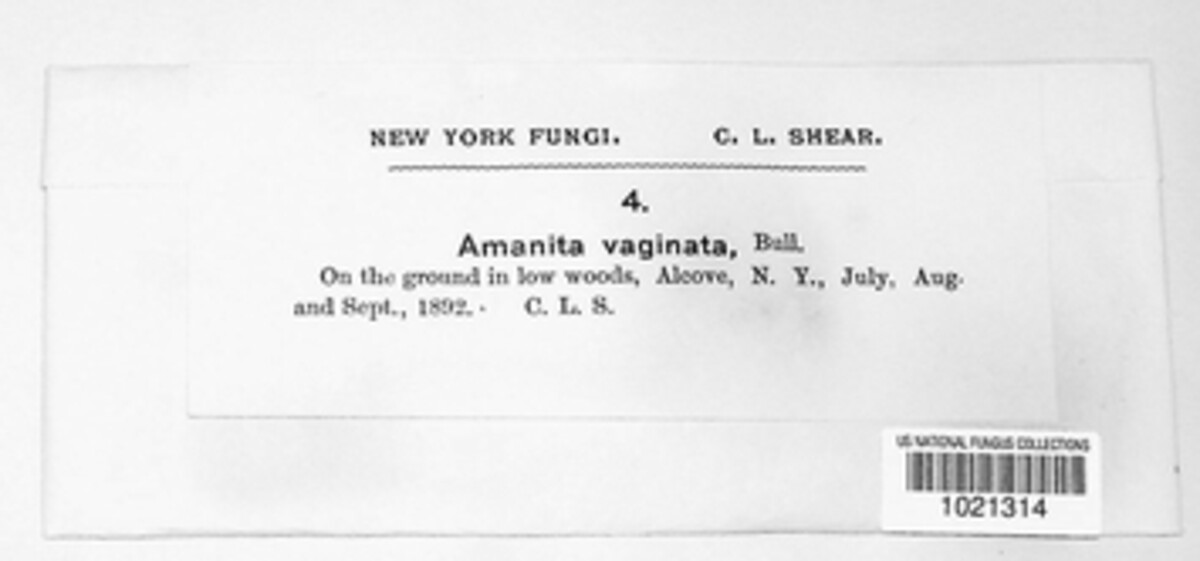 NEW YORK FUNGI. C. L. SHEAR.
4.
Amanita vaginata, Bull.
On the ground in low woods, Alcove, N. Y., July, Aug.
and Sept., 1892. · C. L. S.
US NATIONAL FUNGUS COLLECTIONS
1021314